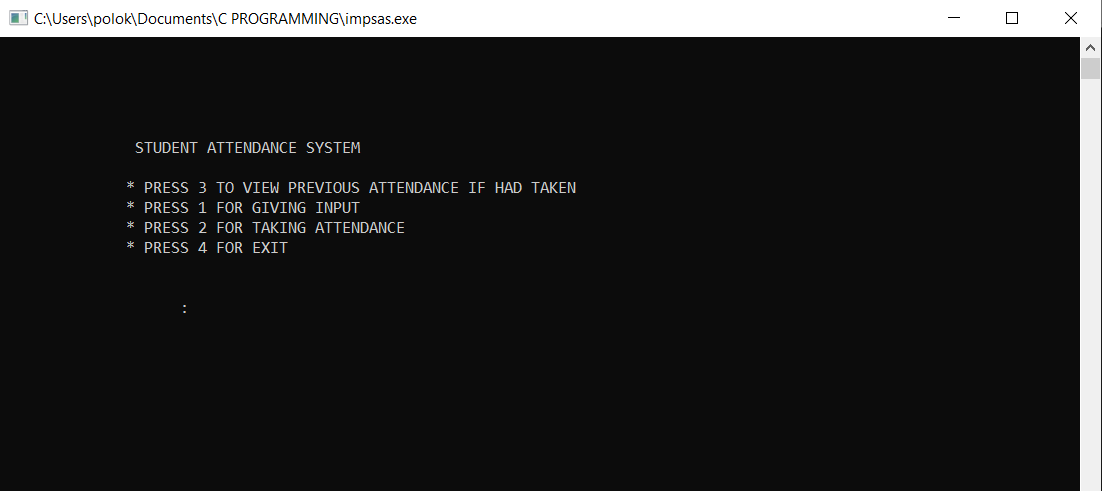 C:\Users\polok\Documents\C PROGRAMMING\impsas.exe
STUDENT ATTENDANCE SYSTEM
* PRESS 3 TO VIEW PREVIOUS ATTENDANCE IF HAD TAKEN
* PRESS 1 FOR GIVING INPUT
* PRESS 2 FOR TAKING ATTENDANCE
* PRESS 4 FOR EXIT
: